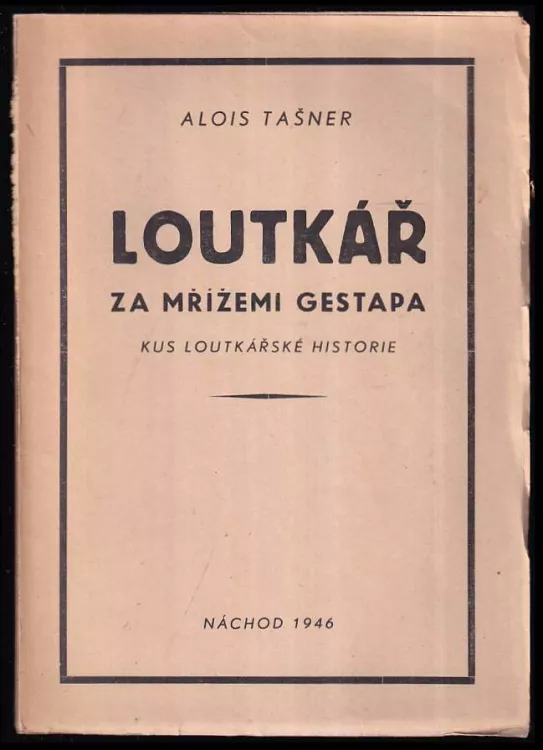 ALOIS TAŠNER
LOUTKÁŘ
ZA MŘÍŽEMI GESTAPA
KUS LOUTKÁŘSKÉ HISTORIE
NÁCHOD 1946